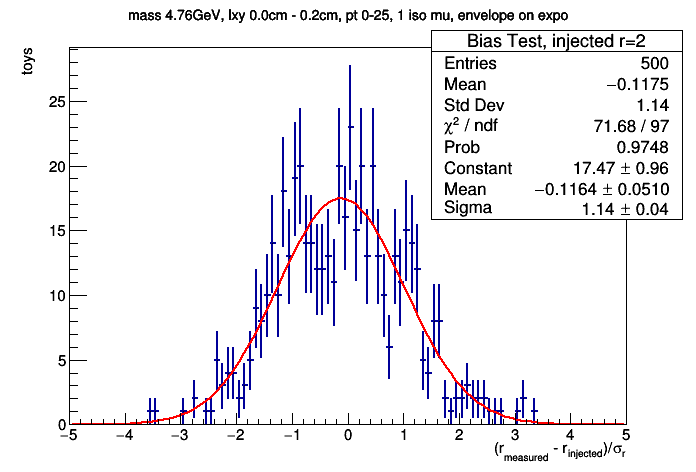 mass 4.76GeV, lxy 0.0cm - 0.2cm, pt 0-25, 1 iso mu, envelope on expo
Bias Test, injected r=2
Entries 500
Mean −0.1175
Std Dev 1.14
χ² / ndf 71.68 / 97
Prob 0.9748
Constant 17.47 ± 0.96
Mean −0.1164 ± 0.0510
Sigma 1.14 ± 0.04
toys
25
20
15
10
5
0
−5 −4 −3 −2 −1 0 1 2 3 4 5
(r_measured - r_injected)/σ_r